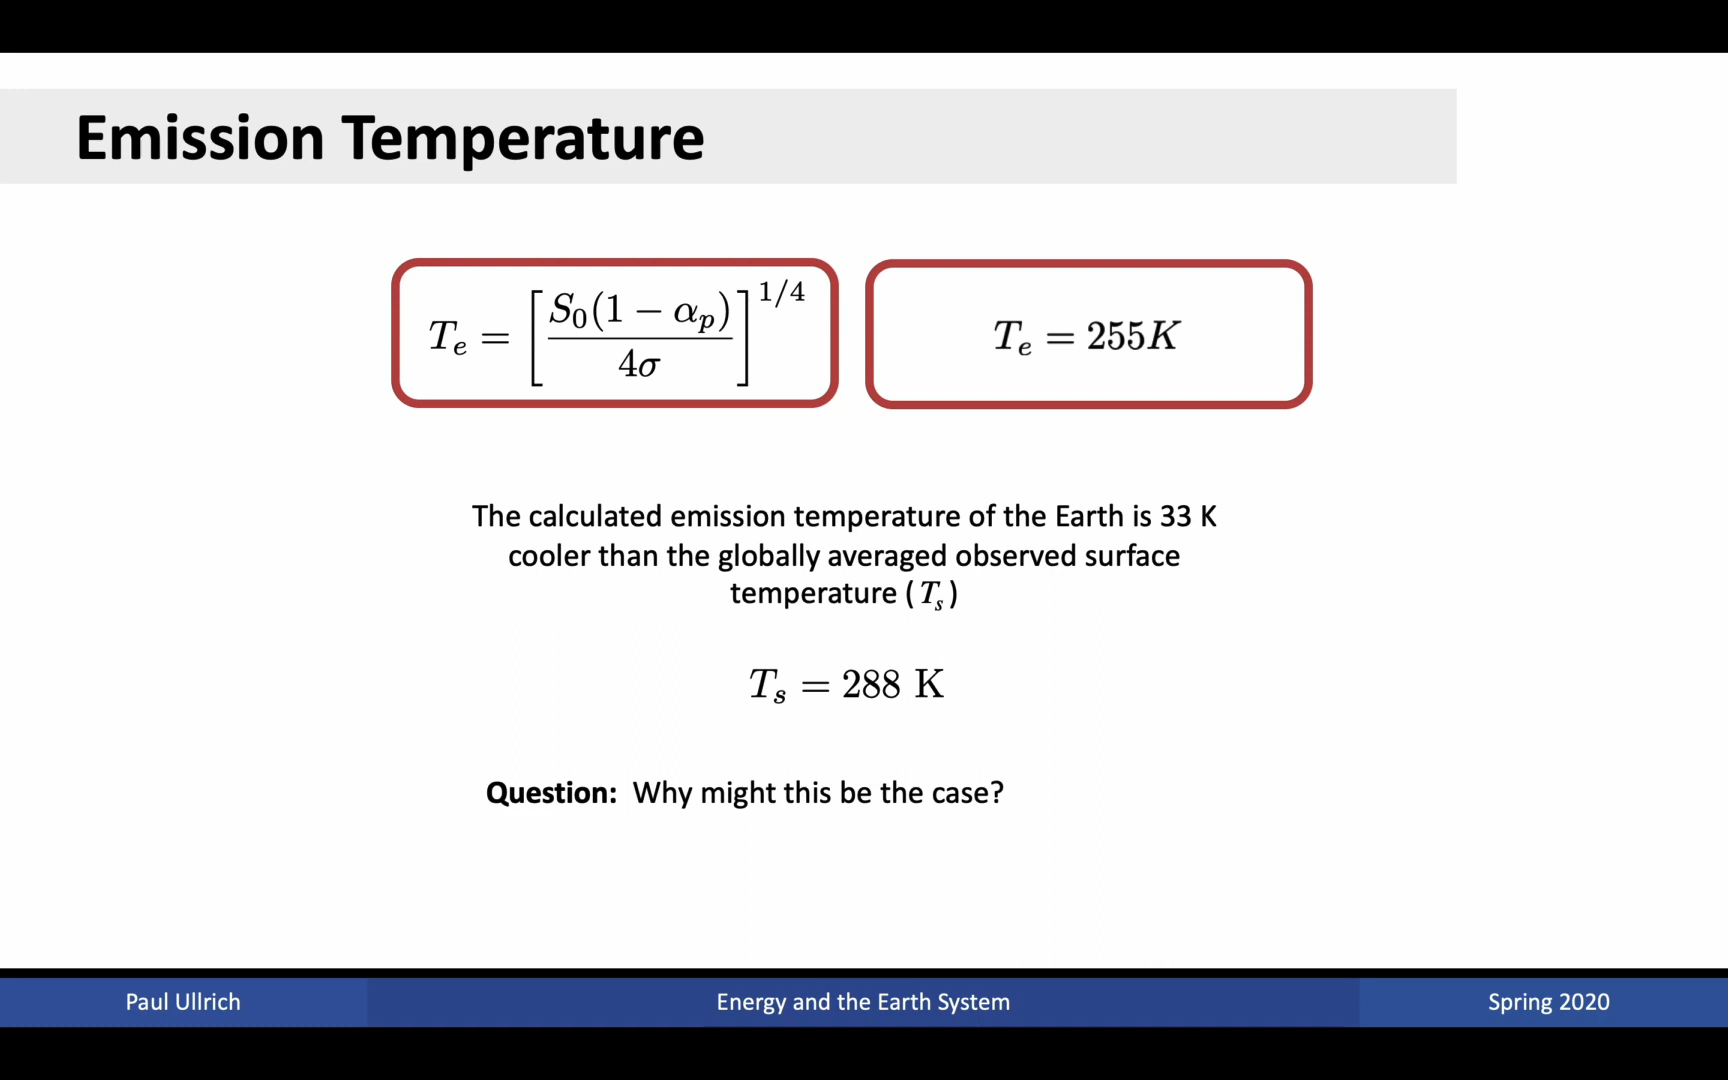 Emission Temperature
T_e = [S_0(1 − α_p) / 4σ]^{1/4}
T_e = 255K
The calculated emission temperature of the Earth is 33 K
cooler than the globally averaged observed surface
temperature (T_s)
T_s = 288 K
Question: Why might this be the case?
Paul Ullrich
Energy and the Earth System
Spring 2020